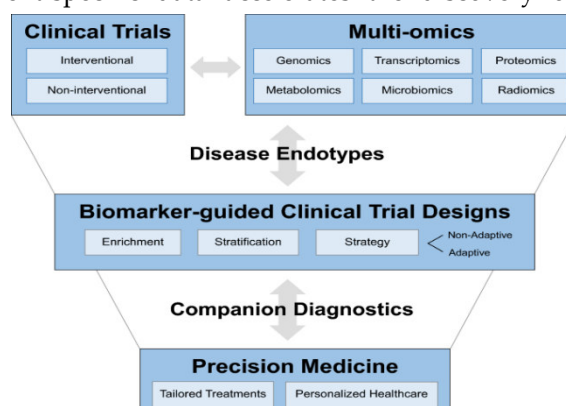 Clinical Trials Multi-omics
Interventional Genomics Transcriptomics Proteomics
Non-interventional Metabolomics Microbiomics Radiomics
Disease Endotypes
Biomarker-guided Clinical Trial Designs
Enrichment Stratification Strategy Non-Adaptive
Adaptive
Companion Diagnostics
Precision Medicine
Tailored Treatments Personalized Healthcare